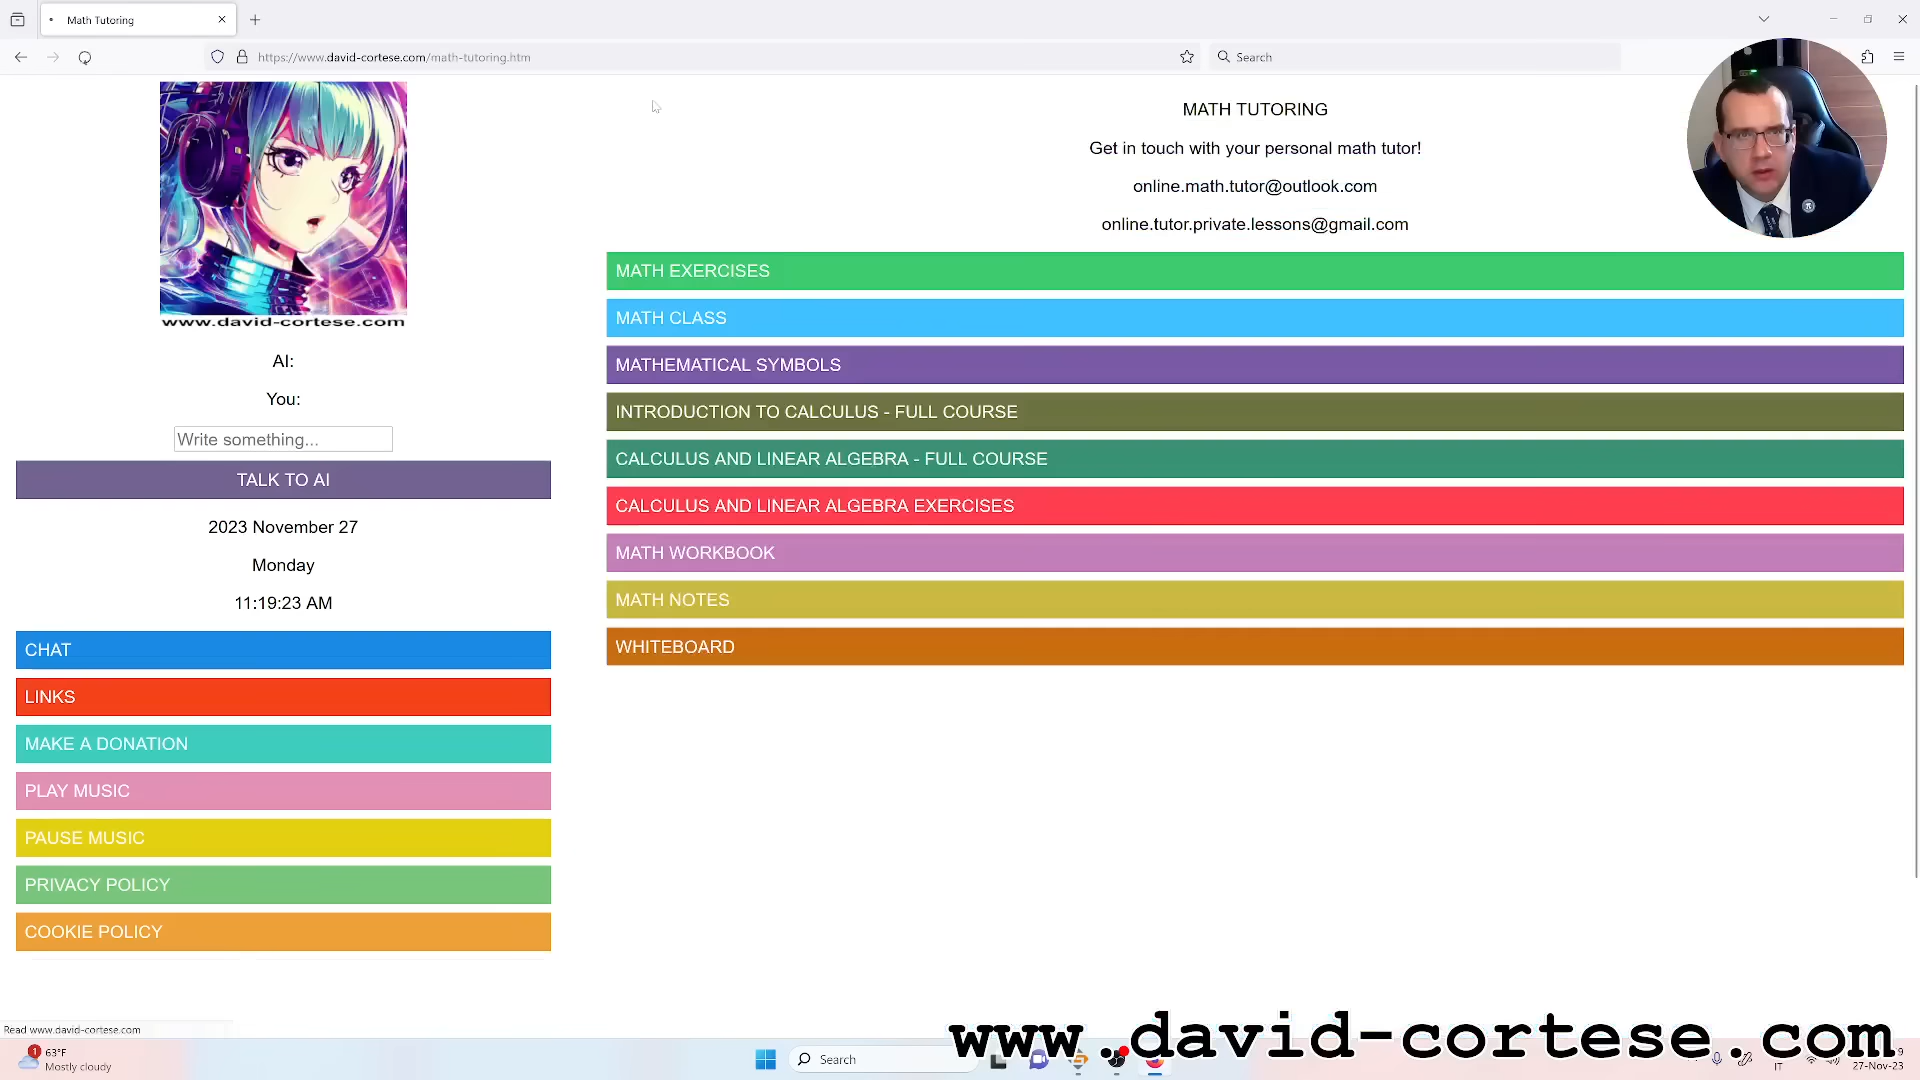 Math Tutoring
https://www.david-cortese.com/math-tutoring.htm
Search
www.david-cortese.com
AI:
You:
Write something...
TALK TO AI
2023 November 27
Monday
11:19:23 AM
CHAT
LINKS
MAKE A DONATION
PLAY MUSIC
PAUSE MUSIC
PRIVACY POLICY
COOKIE POLICY
MATH TUTORING
Get in touch with your personal math tutor!
online.math.tutor@outlook.com
online.tutor.private.lessons@gmail.com
MATH EXERCISES
MATH CLASS
MATHEMATICAL SYMBOLS
INTRODUCTION TO CALCULUS - FULL COURSE
CALCULUS AND LINEAR ALGEBRA - FULL COURSE
CALCULUS AND LINEAR ALGEBRA EXERCISES
MATH WORKBOOK
MATH NOTES
WHITEBOARD
Read www.david-cortese.com
www.david-cortese.com
1
63°F
Mostly cloudy
Search
IT
27-Nov-23